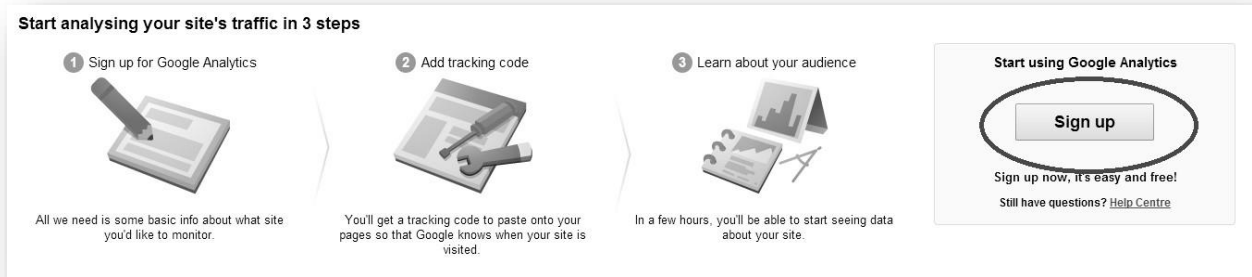 Start analysing your site's traffic in 3 steps
1 Sign up for Google Analytics
All we need is some basic info about what site
you'd like to monitor.
2 Add tracking code
You'll get a tracking code to paste onto your
pages so that Google knows when your site is
visited.
3 Learn about your audience
In a few hours, you'll be able to start seeing data
about your site.
Start using Google Analytics
Sign up
Sign up now, it's easy and free!
Still have questions? Help Centre